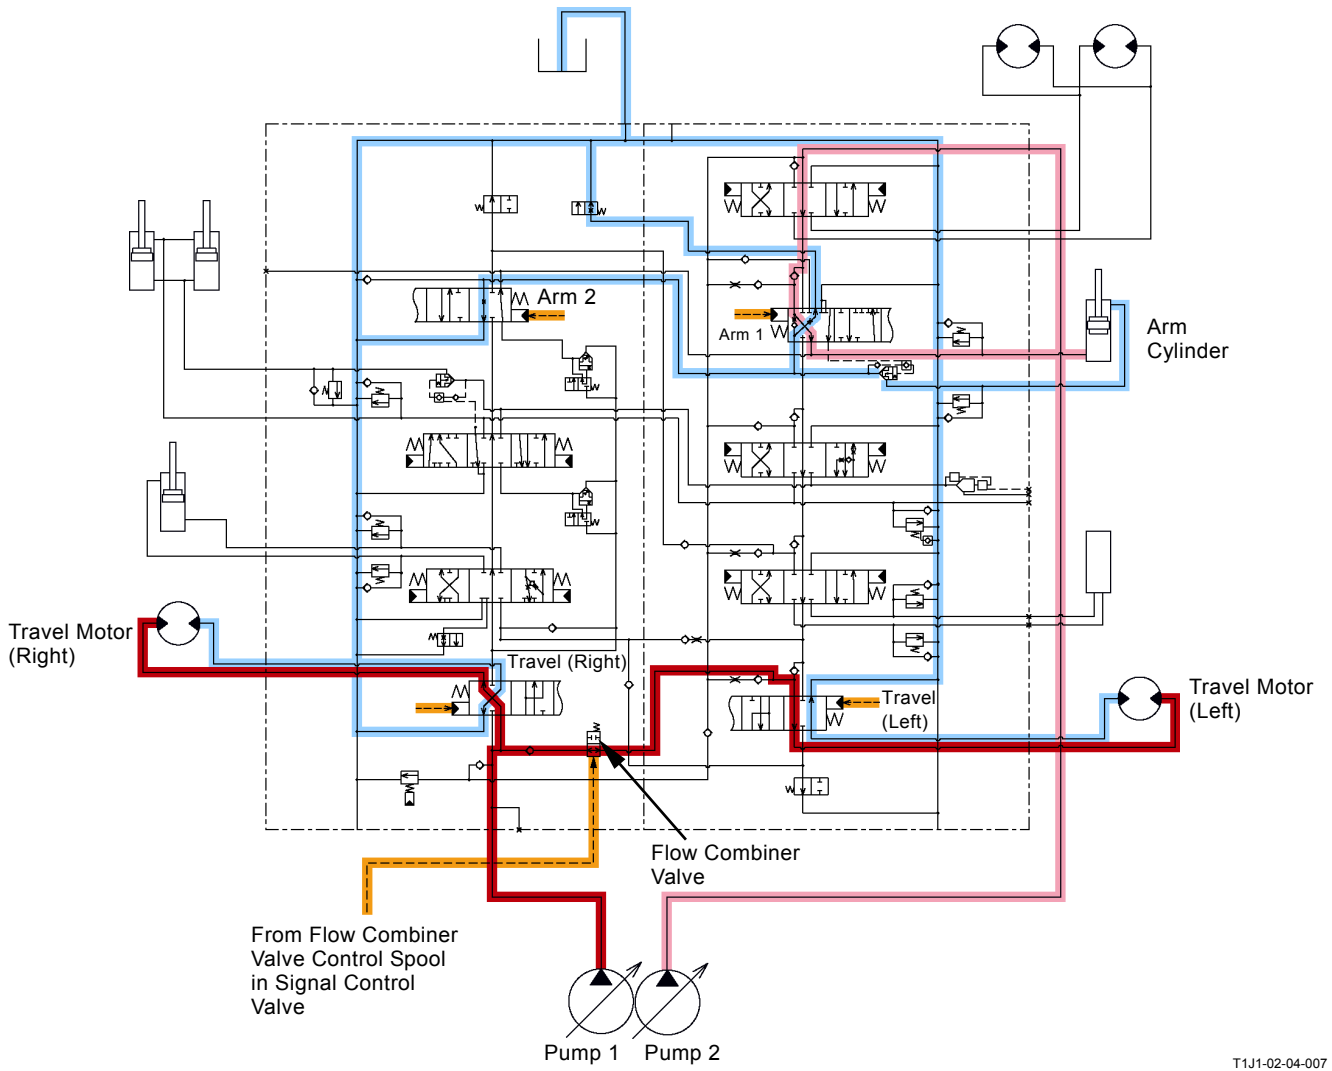 Arm 2
Arm 1
Arm
Cylinder
Travel Motor
(Right)
Travel (Right)
Travel
(Left)
Travel Motor
(Left)
Flow Combiner
Valve
From Flow Combiner
Valve Control Spool
in Signal Control
Valve
Pump 1
Pump 2
T1J1-02-04-007